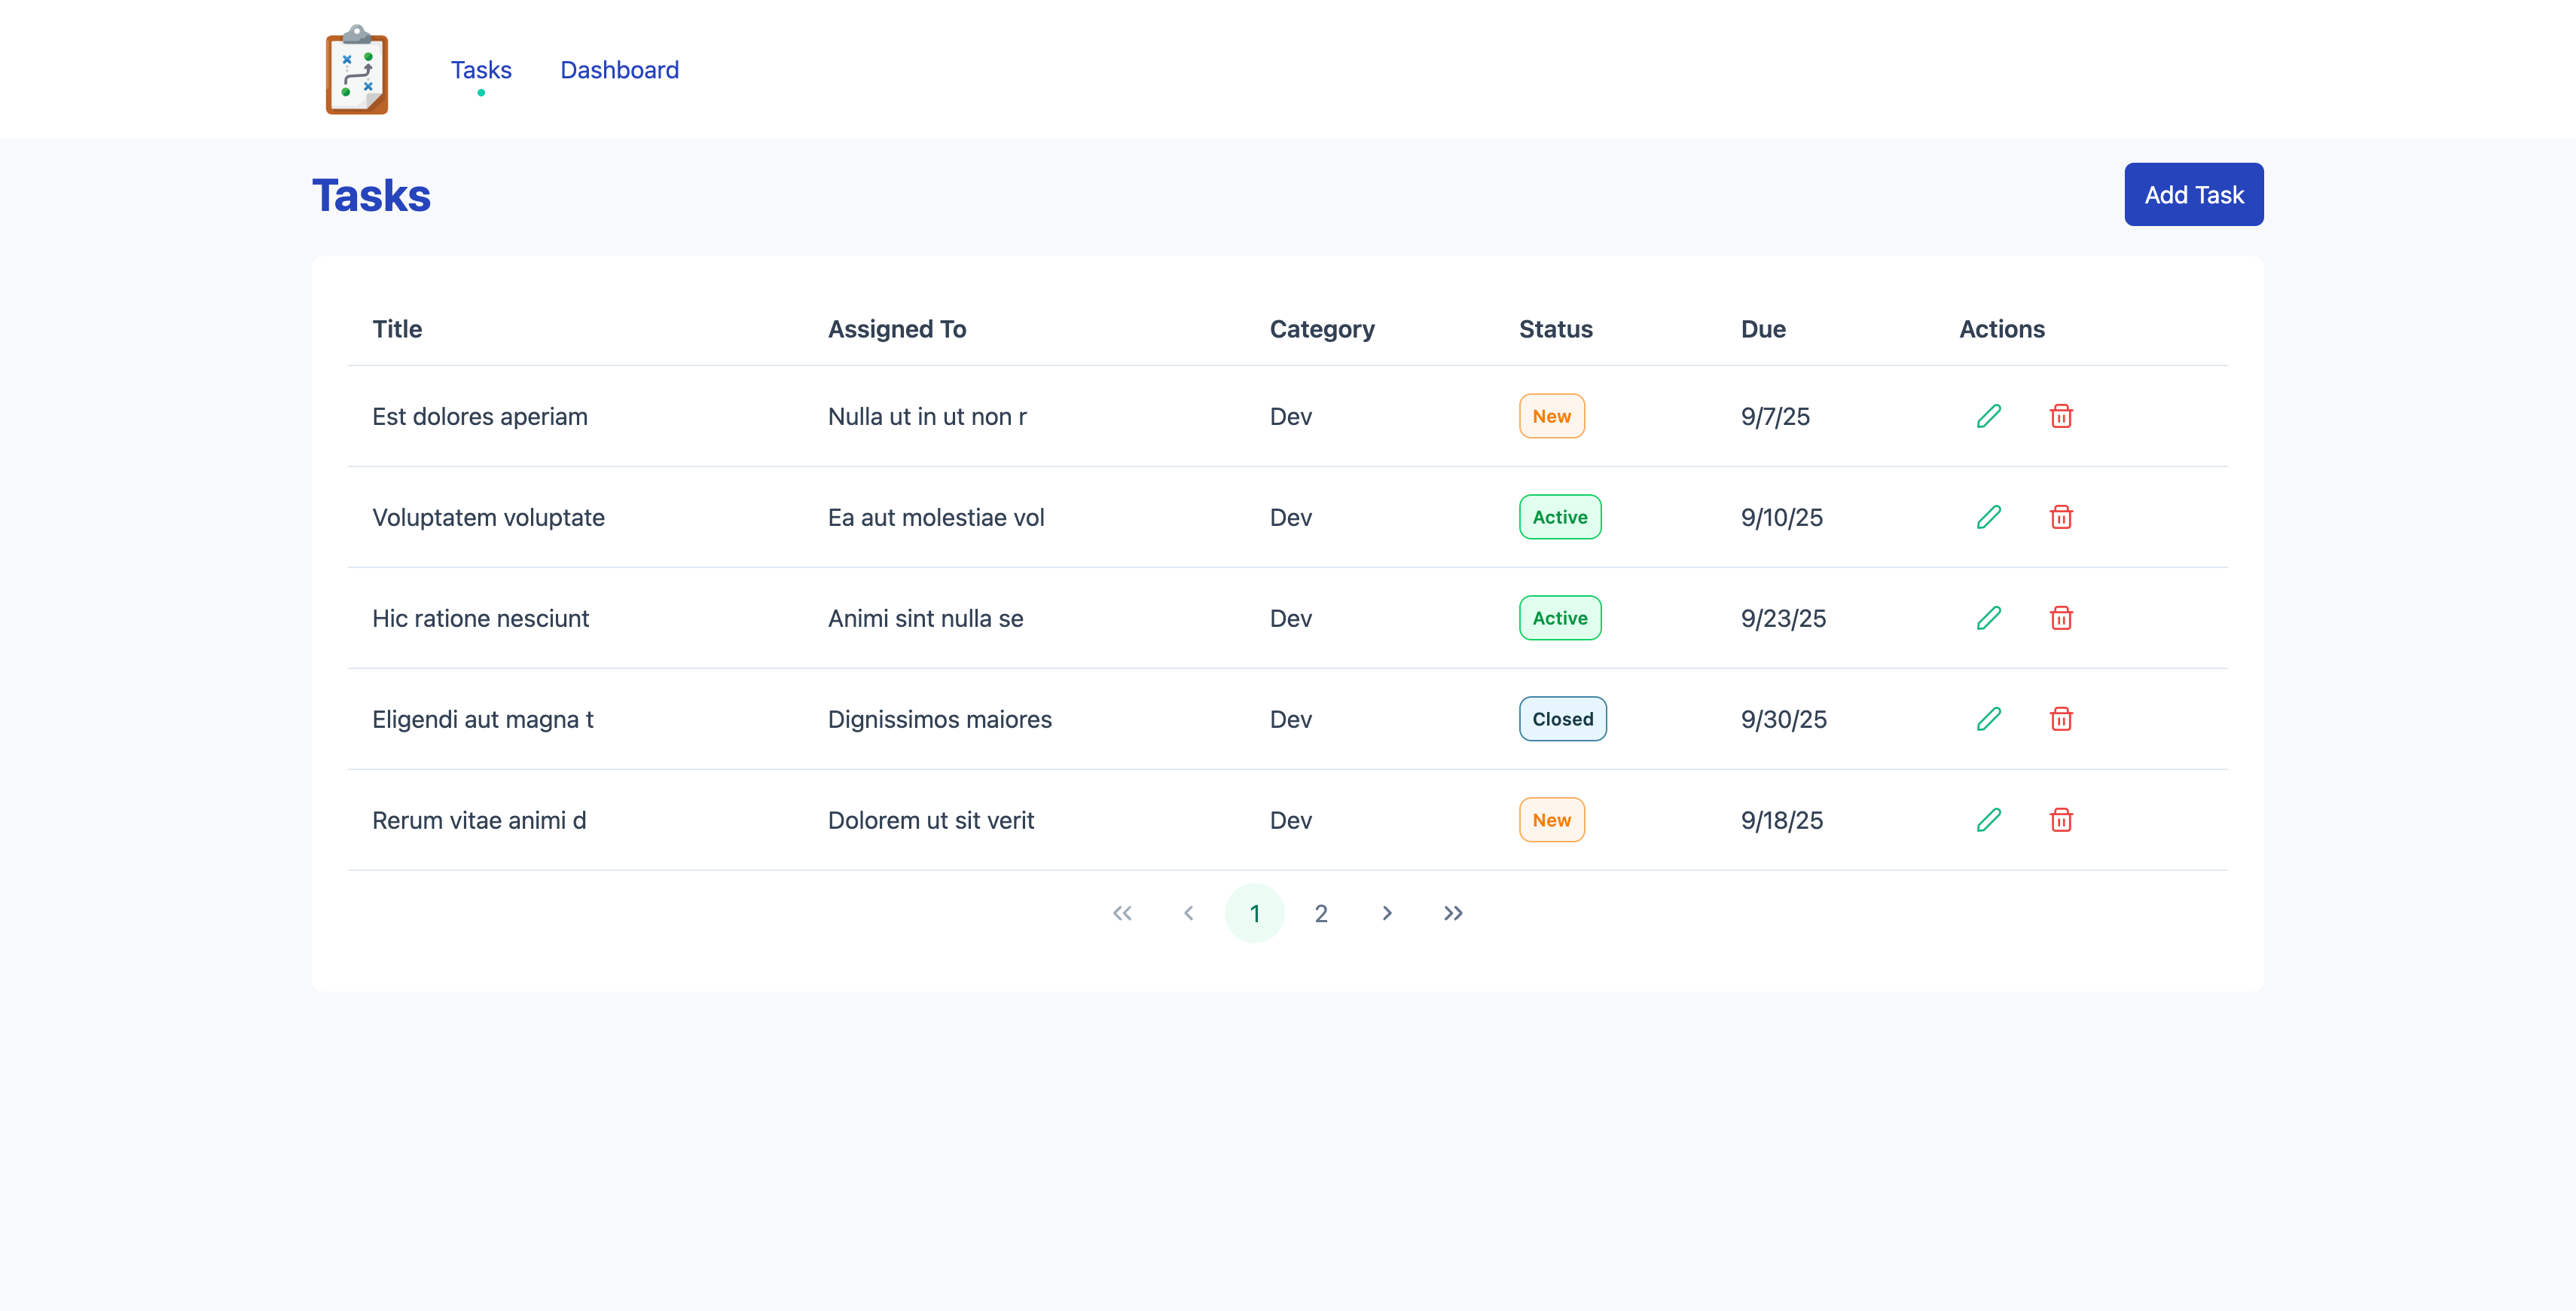 Tasks Dashboard
Tasks Add Task
Title Assigned To Category Status Due Actions
Est dolores aperiam Nulla ut in ut non r Dev New 9/7/25
Voluptatem voluptate Ea aut molestiae vol Dev Active 9/10/25
Hic ratione nesciunt Animi sint nulla se Dev Active 9/23/25
Eligendi aut magna t Dignissimos maiores Dev Closed 9/30/25
Rerum vitae animi d Dolorem ut sit verit Dev New 9/18/25
1 2